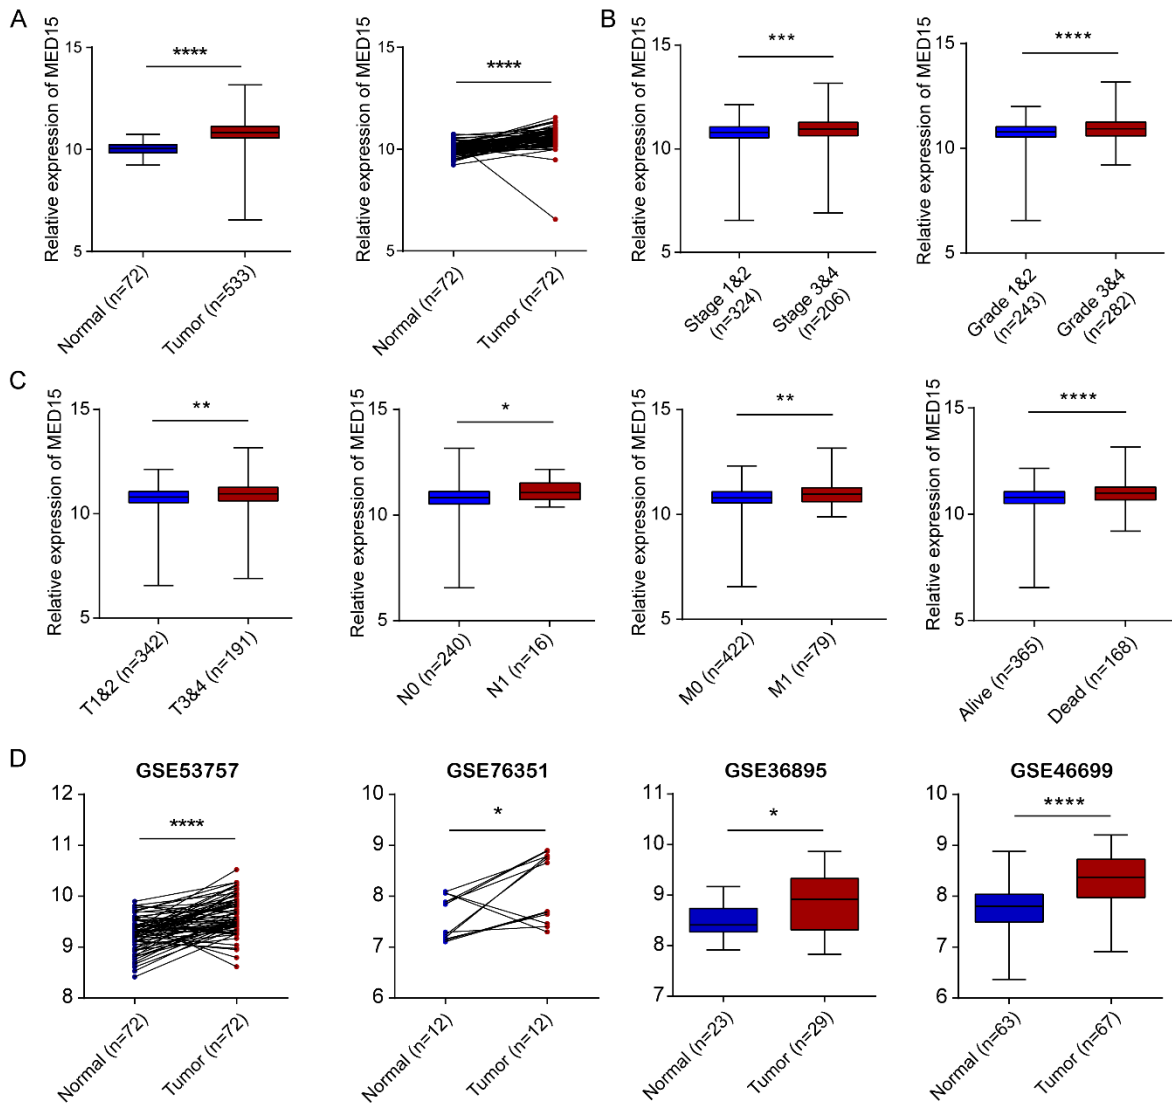 A
Relative expression of MED15
15
10
5
****
Normal (n=72)
Tumor (n=533)
Relative expression of MED15
15
10
5
****
Normal (n=72)
Tumor (n=72)
B
Relative expression of MED15
15
10
5
***
Stage 1&2
(n=324)
Stage 3&4
(n=206)
Relative expression of MED15
15
10
5
****
Grade 1&2
(n=243)
Grade 3&4
(n=282)
C
Relative expression of MED15
15
10
5
**
T1&2 (n=342)
T3&4 (n=191)
Relative expression of MED15
15
10
5
*
N0 (n=240)
N1 (n=16)
Relative expression of MED15
15
10
5
**
M0 (n=422)
M1 (n=79)
Relative expression of MED15
15
10
5
****
Alive (n=365)
Dead (n=168)
D
GSE53757
12
11
10
9
8
****
Normal (n=72)
Tumor (n=72)
GSE76351
10
9
8
7
6
*
Normal (n=12)
Tumor (n=12)
GSE36895
11
10
9
8
7
*
Normal (n=23)
Tumor (n=29)
GSE46699
10
9
8
7
6
****
Normal (n=63)
Tumor (n=67)